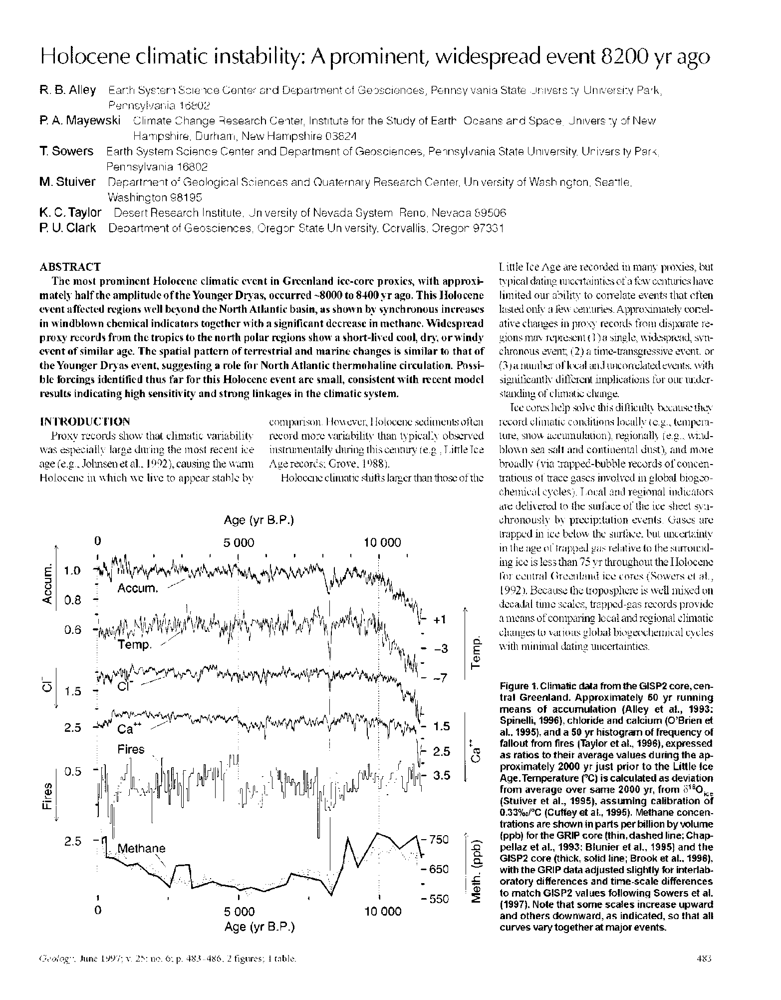 Holocene climatic instability: A prominent, widespread event 8200 yr ago
R. B. Alley Earth System Science Center and Department of Geosciences, Pennsylvania State University, University Park,
Pennsylvania 16802
P. A. Mayewski Climate Change Research Center, Institute for the Study of Earth, Oceans and Space, University of New
Hampshire, Durham, New Hampshire 03824
T. Sowers Earth System Science Center and Department of Geosciences, Pennsylvania State University, University Park,
Pennsylvania 16802
M. Stuiver Department of Geological Sciences and Quaternary Research Center, University of Washington, Seattle,
Washington 98195
K. C. Taylor Desert Research Institute, University of Nevada System, Reno, Nevada 89506
P. U. Clark Department of Geosciences, Oregon State University, Corvallis, Oregon 97331
ABSTRACT
The most prominent Holocene climatic event in Greenland ice-core proxies, with approxi-
mately half the amplitude of the Younger Dryas, occurred ~8000 to 8400 yr ago. This Holocene
event affected regions well beyond the North Atlantic basin, as shown by synchronous increases
in windblown chemical indicators together with a significant decrease in methane. Widespread
proxy records from the tropics to the north polar regions show a short-lived cool, dry, or windy
event of similar age. The spatial pattern of terrestrial and marine changes is similar to that of
the Younger Dryas event, suggesting a role for North Atlantic thermohaline circulation. Possi-
ble forcings identified thus far for this Holocene event are small, consistent with recent model
results indicating high sensitivity and strong linkages in the climatic system.
INTRODUCTION
Proxy records show that climatic variability
was especially large during the most recent ice
age (e.g., Johnsen et al., 1992), causing the warm
Holocene in which we live to appear stable by
comparison. However, Holocene sediments often
record more variability than typically observed
instrumentally during this century (e.g., Little Ice
Age records; Grove, 1988).
Holocene climatic shifts larger than those of the
Little Ice Age are recorded in many proxies, but
typical dating uncertainties of a few centuries have
limited our ability to correlate events that often
lasted only a few centuries. Approximately correl-
ative changes in proxy records from disparate re-
gions may represent (1) a single, widespread, syn-
chronous event; (2) a time-transgressive event, or
(3) a number of local and uncorrelated events, with
significantly different implications for our under-
standing of climatic change.
Ice cores help solve this difficulty because they
record climatic conditions locally (e.g., tempera-
ture, snow accumulation), regionally (e.g., wind-
blown sea salt and continental dust), and more
broadly (via trapped-bubble records of concen-
trations of trace gases involved in global biogeo-
chemical cycles). Local and regional indicators
are delivered to the surface of the ice sheet syn-
chronously by precipitation events. Gases are
trapped in ice below the surface, but uncertainty
in the age of trapped gas relative to the surround-
ing ice is less than 75 yr throughout the Holocene
for central Greenland ice cores (Sowers et al.,
1992). Because the troposphere is well mixed on
decadal time scales, trapped-gas records provide
a means of comparing local and regional climatic
changes to various global biogeochemical cycles
with minimal dating uncertainties.
Age (yr B.P.)
0 5 000 10 000
Accum.
1.0
0.8
0.6
Accum.
Temp.
+1
−3
−7
Temp.
Cl⁻
1.5
Cl⁻
2.5
Ca⁺⁺
1.5
2.5
3.5
Ca⁺⁺
Fires
Fires
0.5
2.5
Methane
750
650
550
Meth. (ppb)
0 5 000 10 000
Age (yr B.P.)
Figure 1. Climatic data from the GISP2 core, cen-
tral Greenland. Approximately 50 yr running
means of accumulation (Alley et al., 1993;
Spinelli, 1996), chloride and calcium (O'Brien et
al., 1995), and a 50 yr histogram of frequency of
fallout from fires (Taylor et al., 1996), expressed
as ratios to their average values during the ap-
proximately 2000 yr just prior to the Little Ice
Age. Temperature (°C) is calculated as deviation
from average over same 2000 yr, from δ¹⁸Oice
(Stuiver et al., 1995), assuming calibration of
0.33‰/°C (Cuffey et al., 1995). Methane concen-
trations are shown in parts per billion by volume
(ppb) for the GRIP core (thin, dashed line; Chap-
pellaz et al., 1993; Blunier et al., 1995) and the
GISP2 core (thick, solid line; Brook et al., 1996),
with the GRIP data adjusted slightly for interlab-
oratory differences and time-scale differences
to match GISP2 values following Sowers et al.
(1997). Note that some scales increase upward
and others downward, as indicated, so that all
curves vary together at major events.
Geology; June 1997; v. 25; no. 6; p. 483–486; 2 figures; 1 table.
483